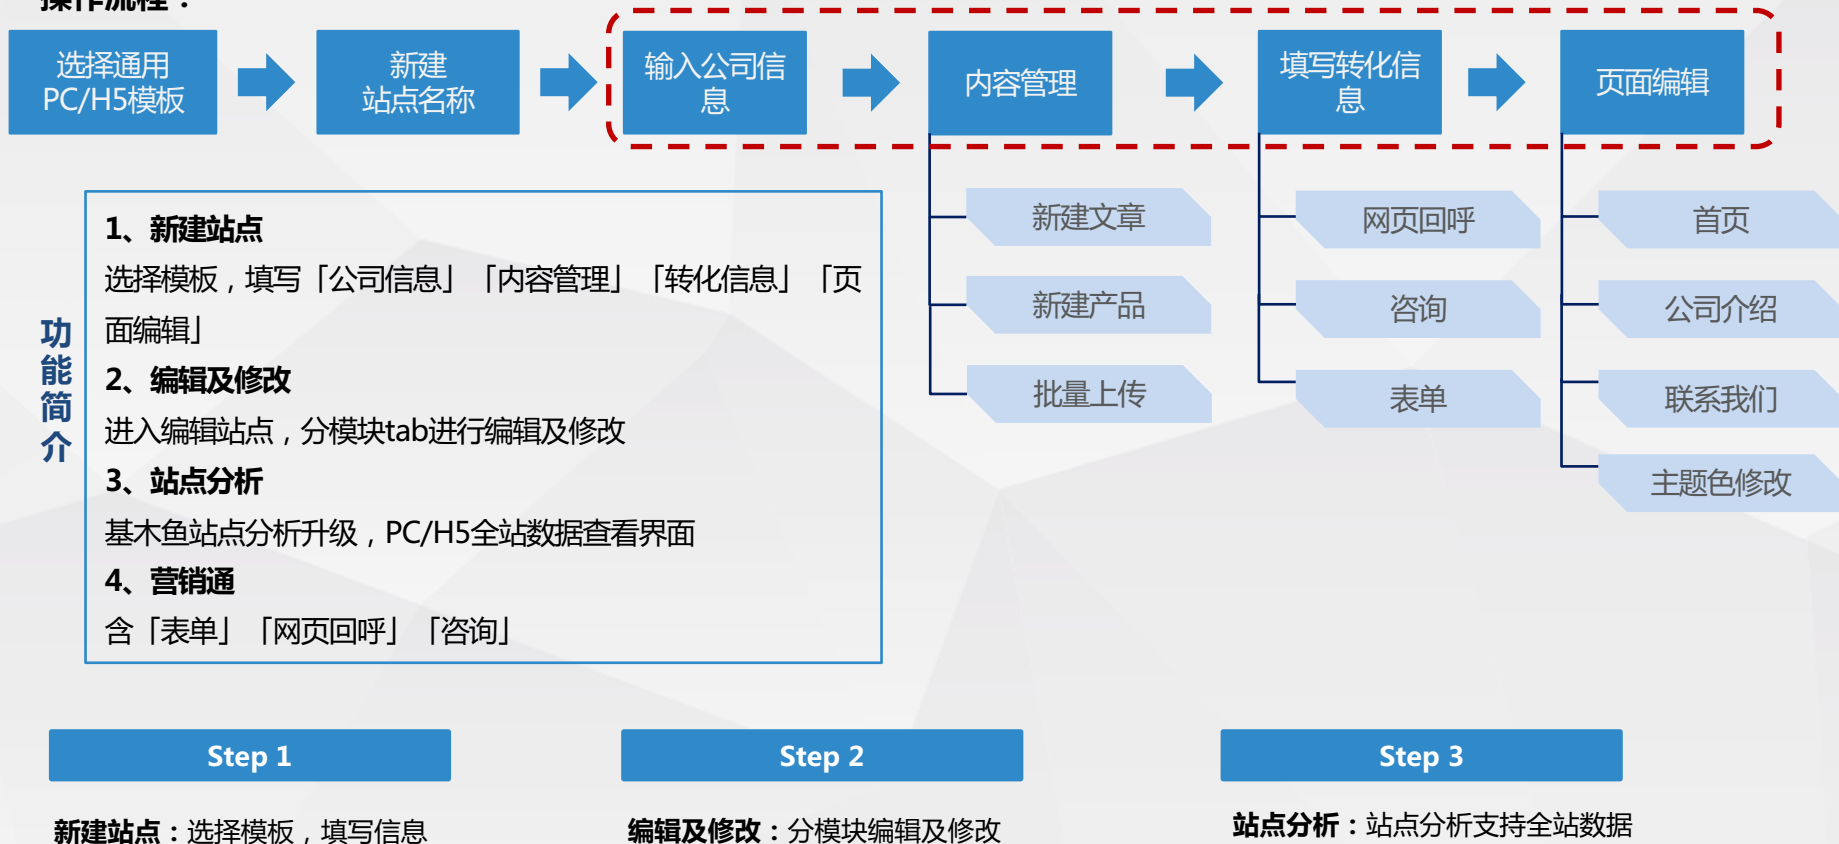 操作流程：
选择通用
PC/H5模板
新建
站点名称
输入公司信
息
内容管理
填写转化信
息
页面编辑
新建文章
新建产品
批量上传
网页回呼
咨询
表单
首页
公司介绍
联系我们
主题色修改
功能简介
1、新建站点
选择模板，填写「公司信息」「内容管理」「转化信息」「页
面编辑」
2、编辑及修改
进入编辑站点，分模块tab进行编辑及修改
3、站点分析
基木鱼站点分析升级，PC/H5全站数据查看界面
4、营销通
含「表单」「网页回呼」「咨询」
Step 1
新建站点：选择模板，填写信息
Step 2
编辑及修改：分模块编辑及修改
Step 3
站点分析：站点分析支持全站数据